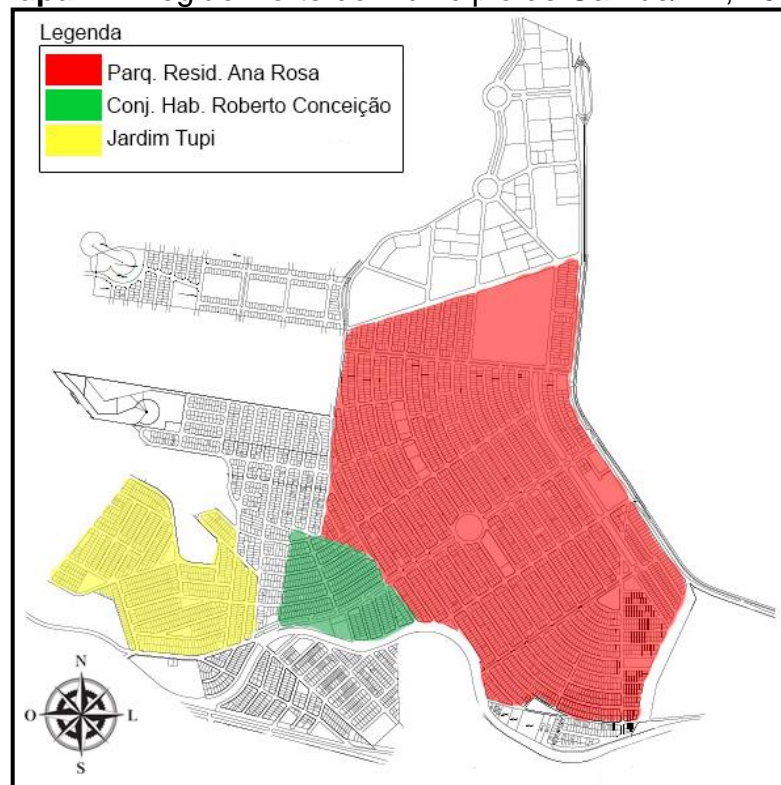 Legenda
Parq. Resid. Ana Rosa
Conj. Hab. Roberto Conceição
Jardim Tupi
N
O L
S